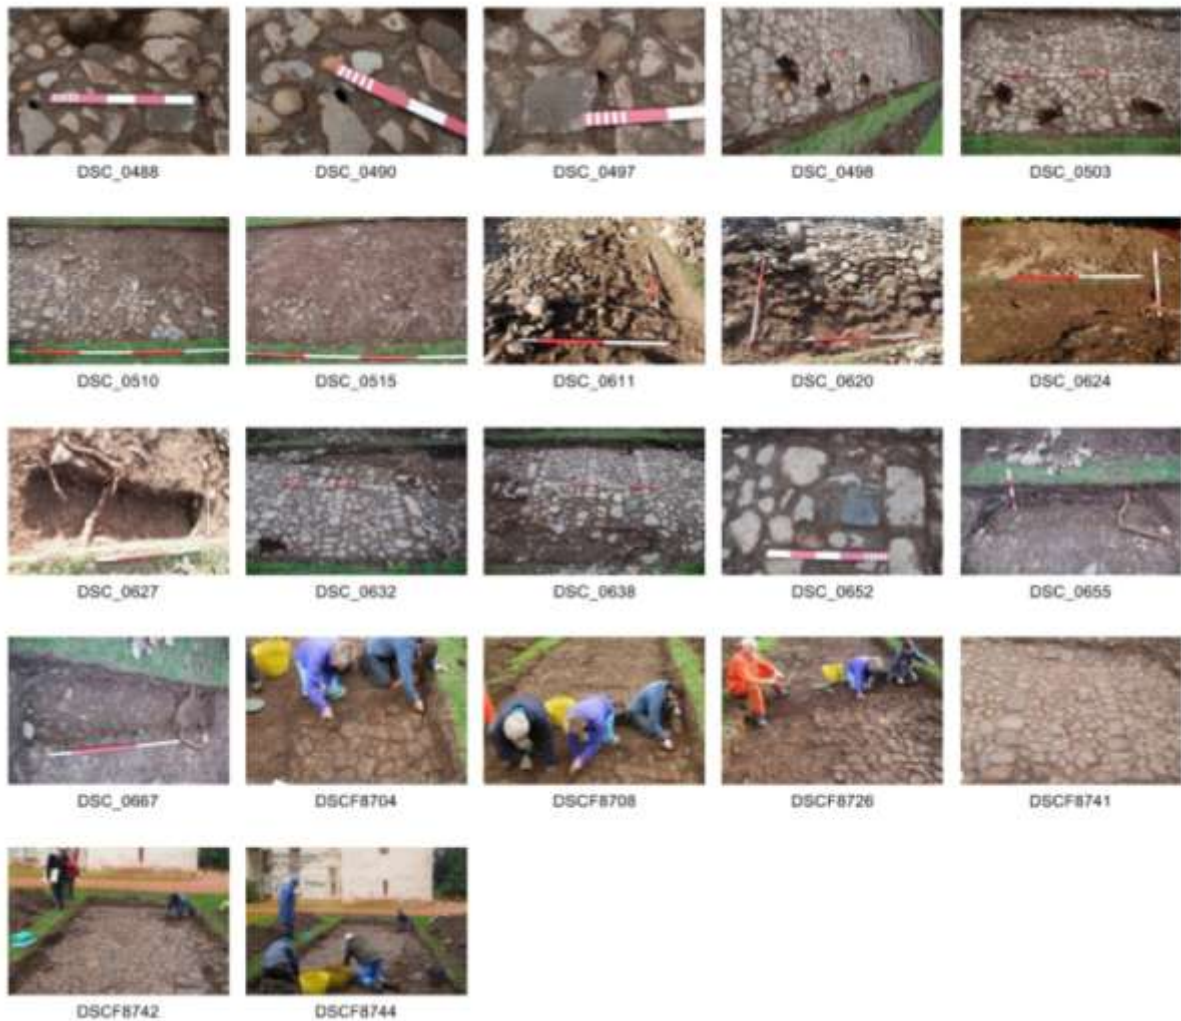 DSC_0488 DSC_0490 DSC_0497 DSC_0498 DSC_0503
DSC_0510 DSC_0515 DSC_0611 DSC_0620 DSC_0624
DSC_0627 DSC_0632 DSC_0638 DSC_0652 DSC_0655
DSC_0667 DSCF8704 DSCF8708 DSCF8726 DSCF8741
DSCF8742 DSCF8744